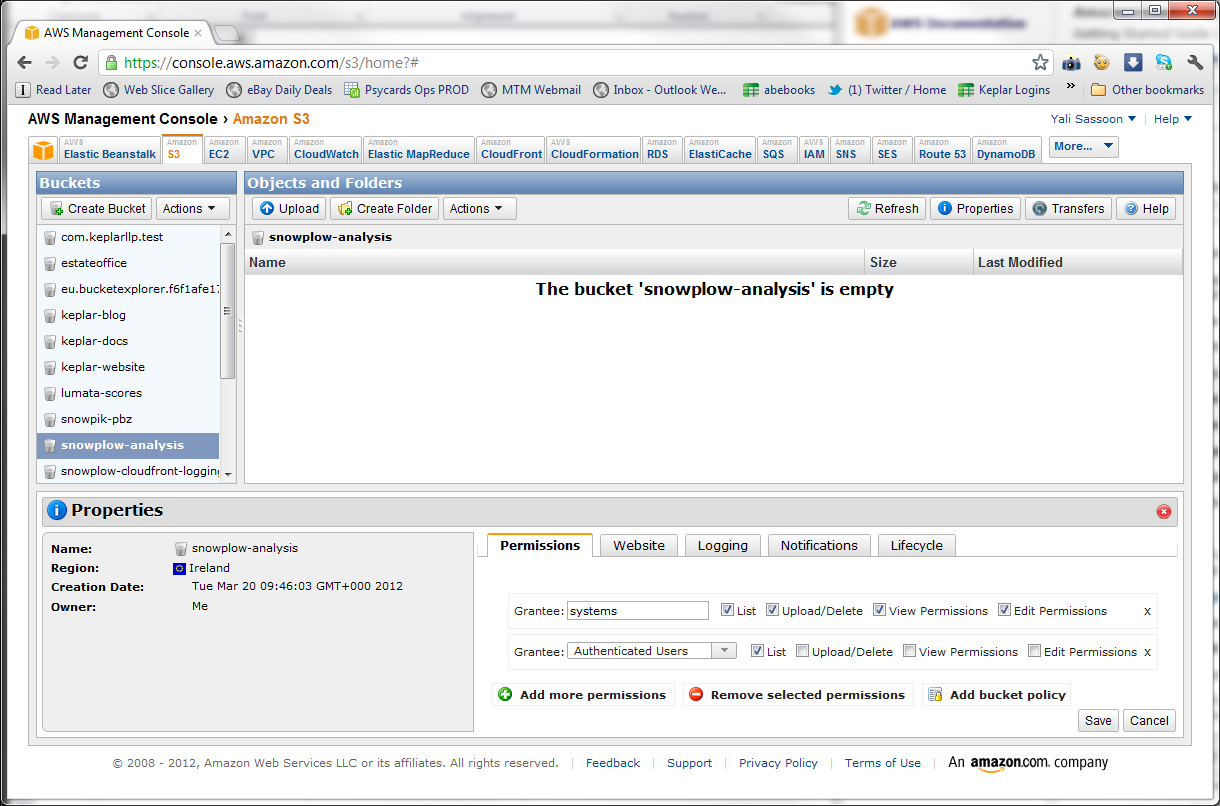 AWS Documentation
AWS Management Console
https://console.aws.amazon.com/s3/home?#
Read Later Web Slice Gallery eBay Daily Deals Psycards Ops PROD MTM Webmail Inbox - Outlook We... abebooks (1) Twitter / Home Keplar Logins » Other bookmarks
AWS Management Console › Amazon S3 Yali Sassoon Help
AWS Elastic Beanstalk
Amazon S3
Amazon EC2
Amazon VPC
Amazon CloudWatch
Amazon Elastic MapReduce
Amazon CloudFront
AWS CloudFormation
Amazon RDS
Amazon ElastiCache
Amazon SQS
AWS IAM
Amazon SNS
Amazon SES
Amazon Route 53
Amazon DynamoDB
More...
Buckets
Create Bucket Actions
com.keplarllp.test
estateoffice
eu.bucketexplorer.f6f1afe17
keplar-blog
keplar-docs
keplar-website
lumata-scores
snowpik-pbz
snowplow-analysis
snowplow-cloudfront-logging
Objects and Folders
Upload Create Folder Actions Refresh Properties Transfers Help
snowplow-analysis
Name Size Last Modified
The bucket 'snowplow-analysis' is empty
Properties
Name: snowplow-analysis
Region: Ireland
Creation Date: Tue Mar 20 09:46:03 GMT+000 2012
Owner: Me
Permissions Website Logging Notifications Lifecycle
Grantee: systems List Upload/Delete View Permissions Edit Permissions x
Grantee: Authenticated Users List Upload/Delete View Permissions Edit Permissions x
Add more permissions Remove selected permissions Add bucket policy
Save Cancel
© 2008 - 2012, Amazon Web Services LLC or its affiliates. All rights reserved. | Feedback | Support | Privacy Policy | Terms of Use | An amazon.com. company